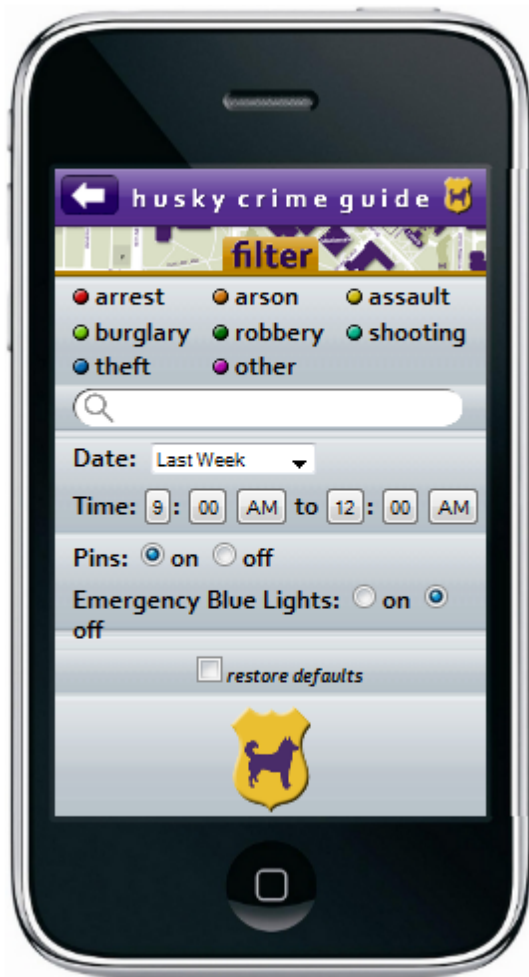 husky crime guide
filter
arrest arson assault
burglary robbery shooting
theft other
Date: Last Week
Time: 9 : 00 AM to 12 : 00 AM
Pins: on off
Emergency Blue Lights: on
off
restore defaults